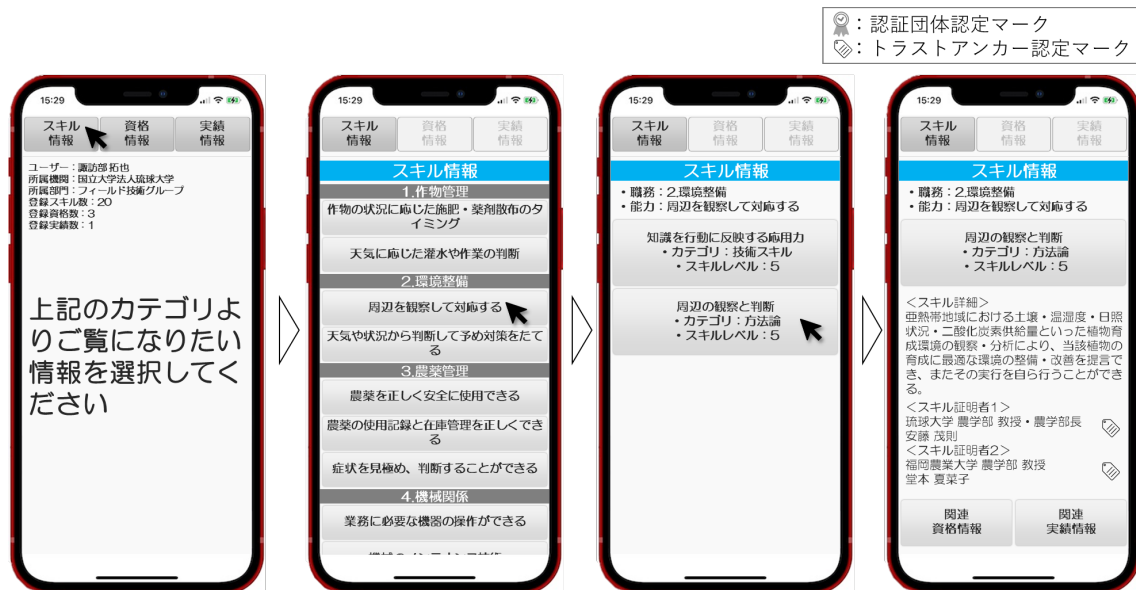 ：認証団体認定マーク
：トラストアンカー認定マーク
15:29
スキル
情報
資格
情報
実績
情報
ユーザー：諏訪部 拓也
所属機関：国立大学法人琉球大学
所属部門：フィールド技術グループ
登録スキル数：20
登録資格数：3
登録実績数：1
上記のカテゴリよ
りご覧になりたい
情報を選択してく
ださい
15:29
スキル
情報
資格
情報
実績
情報
スキル情報
1.作物管理
作物の状況に応じた施肥・薬剤散布のタ
イミング
天気に応じた灌水や作業の判断
2.環境整備
周辺を観察して対応する
天気や状況から判断して予め対策をたて
る
3.農薬管理
農薬を正しく安全に使用できる
農薬の使用記録と在庫管理を正しくでき
る
症状を見極め、判断することができる
4.機械関係
業務に必要な機器の操作ができる
15:29
スキル
情報
資格
情報
実績
情報
スキル情報
・職務：2.環境整備
・能力：周辺を観察して対応する
知識を行動に反映する応用力
・カテゴリ：技術スキル
・スキルレベル：5
周辺の観察と判断
・カテゴリ：方法論
・スキルレベル：5
15:29
スキル
情報
資格
情報
実績
情報
スキル情報
・職務：2.環境整備
・能力：周辺を観察して対応する
周辺の観察と判断
・カテゴリ：方法論
・スキルレベル：5
＜スキル詳細＞
亜熱帯地域における土壌・温湿度・日照
状況・二酸化炭素供給量といった植物育
成環境の観察・分析により、当該植物の
育成に最適な環境の整備・改善を提言で
き、またその実行を自ら行うことができ
る。
＜スキル証明者1＞
琉球大学 農学部 教授・農学部長
安藤 茂則
＜スキル証明者2＞
福岡農業大学 農学部 教授
堂本 夏菜子
関連
資格情報
関連
実績情報